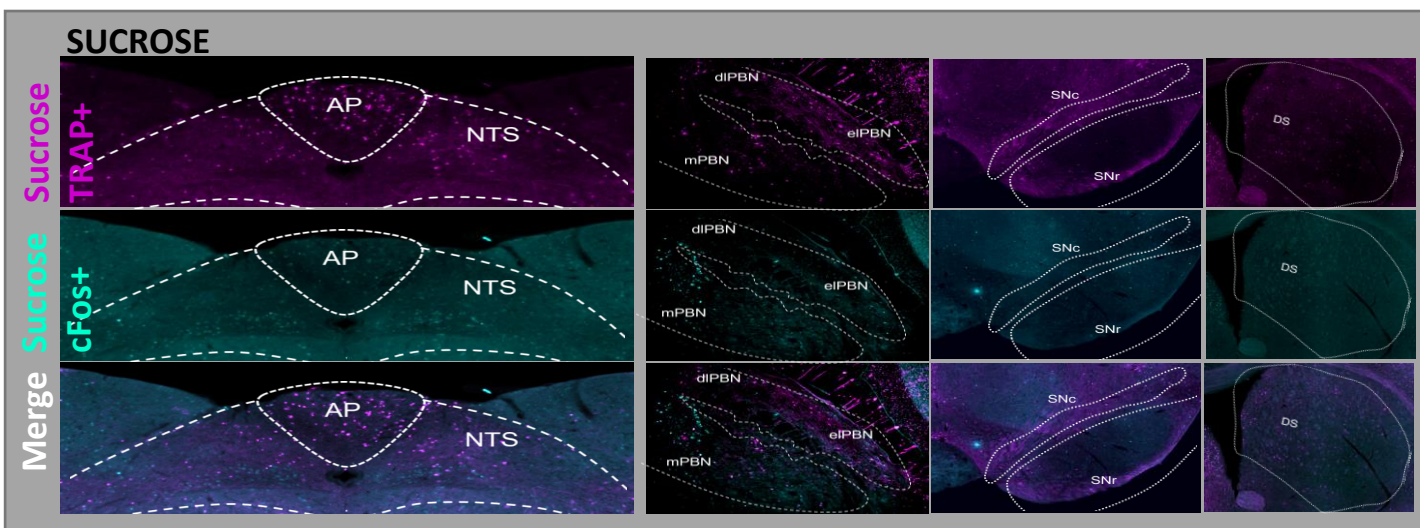 SUCROSE
Sucrose
TRAP+
AP
NTS
dlPBN
elPBN
mPBN
SNc
SNr
DS
Sucrose
cFos+
AP
NTS
dlPBN
elPBN
mPBN
SNc
SNr
DS
Merge
AP
NTS
dlPBN
elPBN
mPBN
SNc
SNr
DS